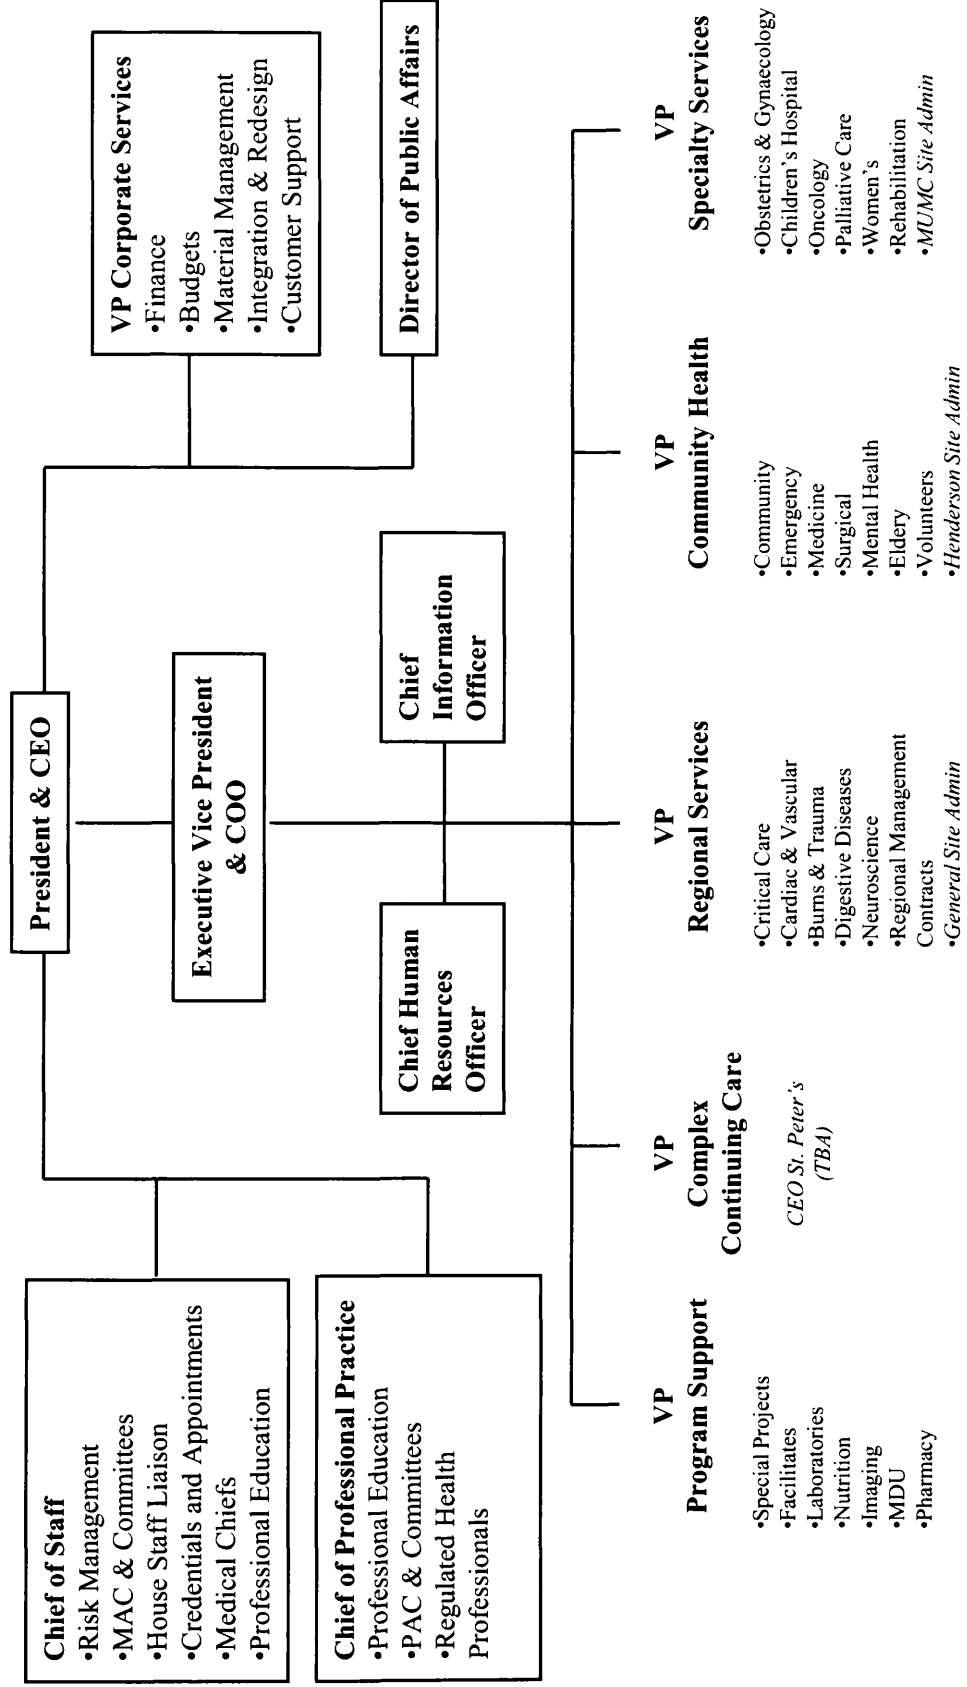 President & CEO
Chief of Staff
•Risk Management
•MAC & Committees
•House Staff Liaison
•Credentials and Appointments
•Medical Chiefs
•Professional Education
Executive Vice President
& COO
VP Corporate Services
•Finance
•Budgets
•Material Management
•Integration & Redesign
•Customer Support
Chief of Professional Practice
•Professional Education
•PAC & Committees
•Regulated Health
Professionals
Chief Human
Resources
Officer
Chief
Information
Officer
Director of Public Affairs
VP
Program Support
•Special Projects
•Facilitates
•Laboratories
•Nutrition
•Imaging
•MDU
•Pharmacy
VP
Complex
Continuing Care
CEO St. Peter's
(TBA)
VP
Regional Services
•Critical Care
•Cardiac & Vascular
•Burns & Trauma
•Digestive Diseases
•Neuroscience
•Regional Management
Contracts
•General Site Admin
VP
Community Health
•Community
•Emergency
•Medicine
•Surgical
•Mental Health
•Eldery
•Volunteers
•Henderson Site Admin
VP
Specialty Services
•Obstetrics & Gynaecology
•Children's Hospital
•Oncology
•Palliative Care
•Women's
•Rehabilitation
•MUMC Site Admin